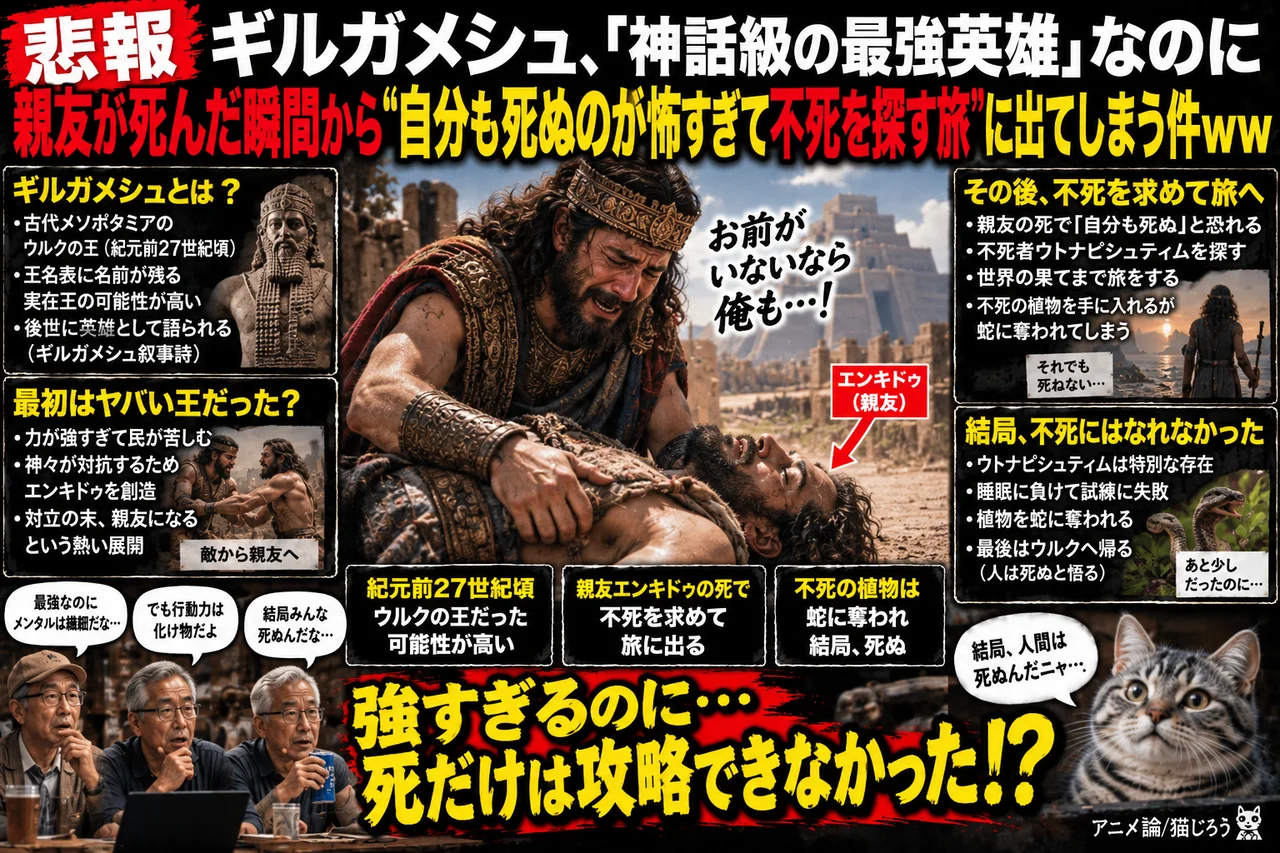 悲報 ギルガメシュ、「神話級の最強英雄」なのに
親友が死んだ瞬間から“自分も死ぬのが怖すぎて不死を探す旅”に出てしまう件ww
ギルガメシュとは？
・古代メソポタミアの
ウルクの王（紀元前27世紀頃）
・王名表に名前が残る
実在王の可能性が高い
・後世に英雄として語られる
（ギルガメシュ叙事詩）
最初はヤバい王だった？
・力が強すぎて民が苦しむ
・神々が対抗するため
エンキドゥを創造
・対立の末、親友になる
という熱い展開
敵から親友へ
お前が
いないなら
俺も…！
エンキドゥ
（親友）
その後、不死を求めて旅へ
・親友の死で「自分も死ぬ」と恐れる
・不死者ウトナピシュティムを探す
・世界の果てまで旅をする
・不死の植物を手に入れるが
蛇に奪われてしまう
それでも
死ねない…
結局、不死にはなれなかった
・ウトナピシュティムは特別な存在
・睡眠に負けて試練に失敗
・植物を蛇に奪われる
・最後はウルクへ帰る
（人は死ぬと悟る）
あと少し
だったのに…
紀元前27世紀頃
ウルクの王だった
可能性が高い
親友エンキドゥの死で
不死を求めて
旅に出る
不死の植物は
蛇に奪われ
結局、死ぬ
最強なのに
メンタルは繊細だな…
でも行動力は
化け物だよ
結局みんな
死ぬんだな…
強すぎるのに…
死だけは攻略できなかった!?
結局、人間は
死ぬんだニャ…．
アニメ論/猫じろう